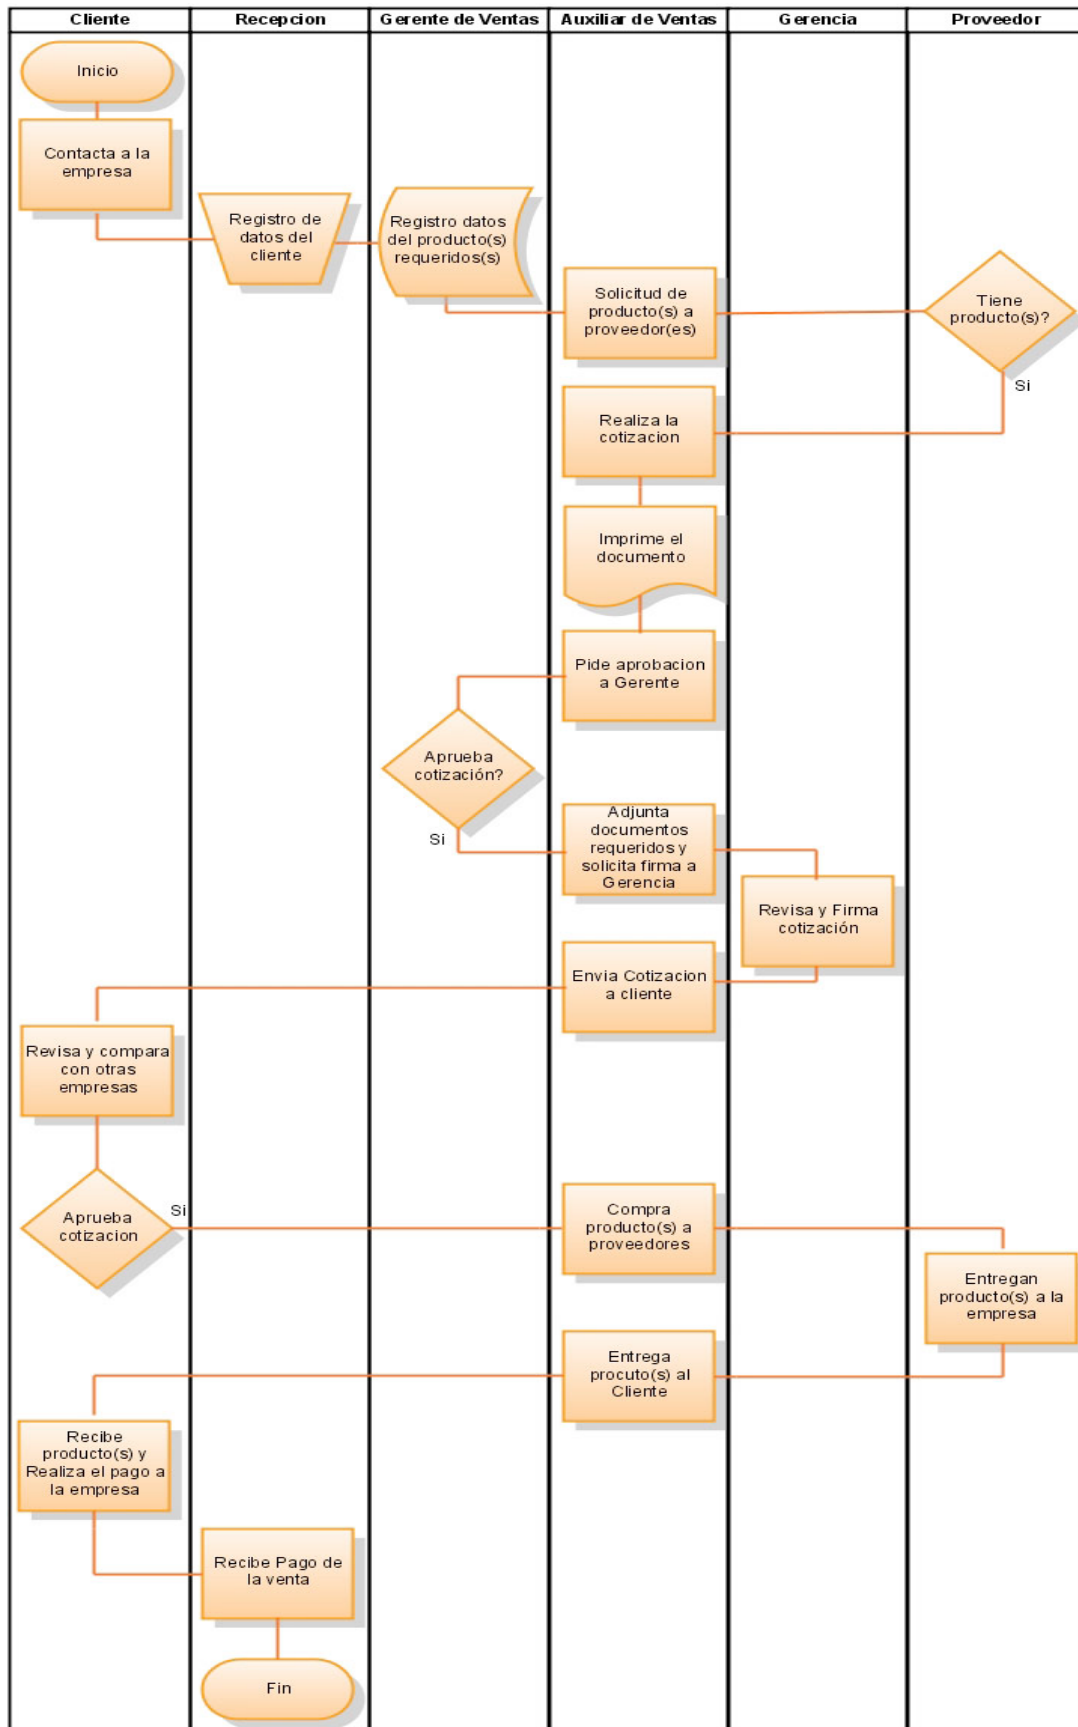 Cliente
Recepcion
Gerente de Ventas
Auxiliar de Ventas
Gerencia
Proveedor
Inicio
Contacta a la
empresa
Registro de
datos del
cliente
Registro datos
del producto(s)
requeridos(s)
Solicitud de
producto(s) a
proveedor(es)
Tiene
producto(s)?
Si
Realiza la
cotizacion
Imprime el
documento
Pide aprobacion
a Gerente
Aprueba
cotización?
Si
Adjunta
documentos
requeridos y
solicita firma a
Gerencia
Revisa y Firma
cotización
Envia Cotizacion
a cliente
Revisa y compara
con otras
empresas
Aprueba
cotizacion
Si
Compra
producto(s) a
proveedores
Entregan
producto(s) a la
empresa
Entrega
procuto(s) al
Cliente
Recibe
producto(s) y
Realiza el pago a
la empresa
Recibe Pago de
la venta
Fin